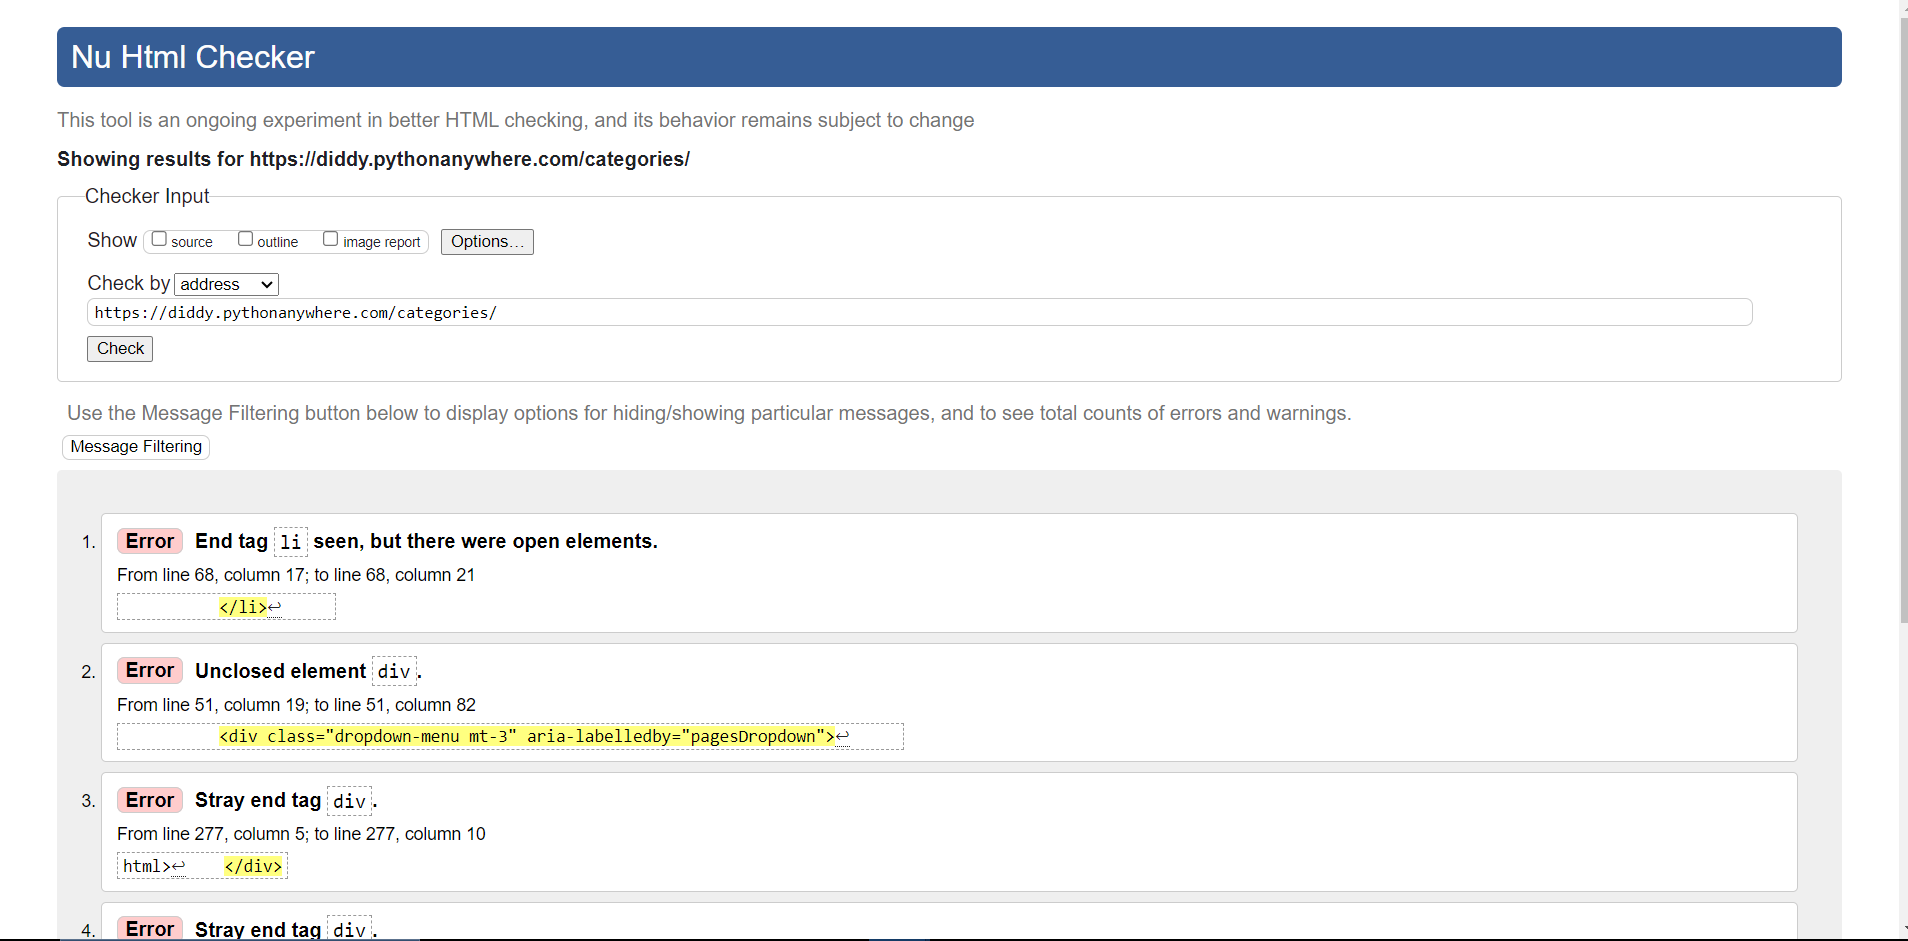 Nu Html Checker
This tool is an ongoing experiment in better HTML checking, and its behavior remains subject to change
Showing results for https://diddy.pythonanywhere.com/categories/
Checker Input
Show source outline image report Options...
Check by address
https://diddy.pythonanywhere.com/categories/
Check
Use the Message Filtering button below to display options for hiding/showing particular messages, and to see total counts of errors and warnings.
Message Filtering
1. Error End tag li seen, but there were open elements.
From line 68, column 17; to line 68, column 21
</li>↩
2. Error Unclosed element div.
From line 51, column 19; to line 51, column 82
<div class="dropdown-menu mt-3" aria-labelledby="pagesDropdown">↩
3. Error Stray end tag div.
From line 277, column 5; to line 277, column 10
html>↩ </div>
4. Error Stray end tag div.